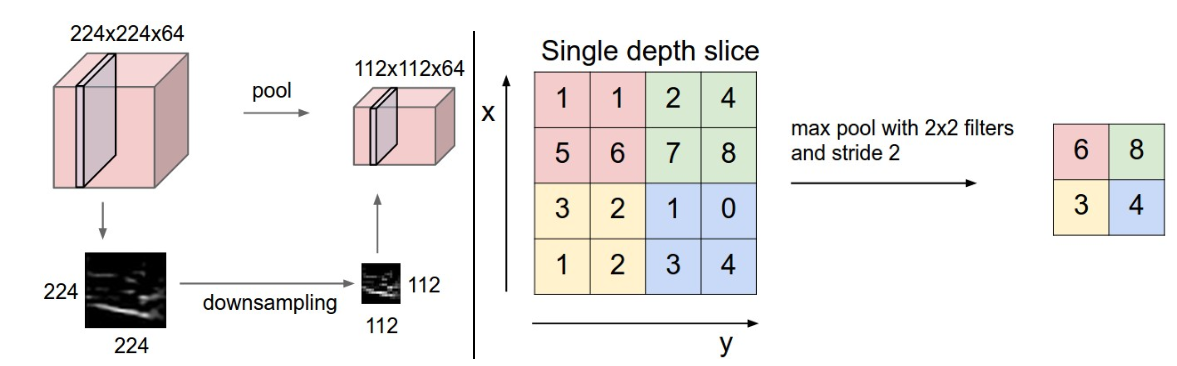 224x224x64
pool
112x112x64
224
224
downsampling
112
112
Single depth slice
x
1 1 2 4
5 6 7 8
3 2 1 0
1 2 3 4
y
max pool with 2x2 filters
and stride 2
6 8
3 4